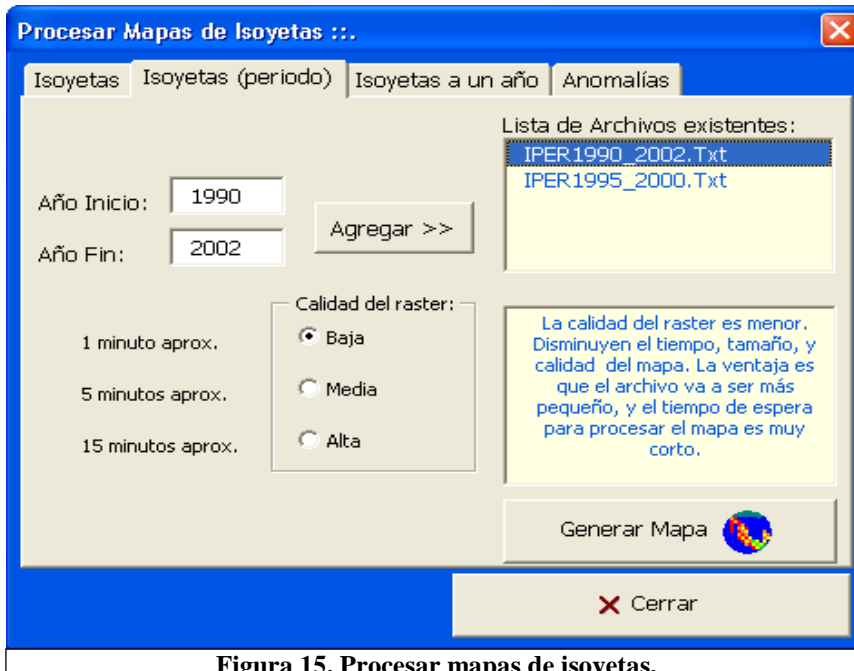 Procesar Mapas de Isoyetas ::.
Isoyetas Isoyetas (periodo) Isoyetas a un año Anomalías
Lista de Archivos existentes:
IPER1990_2002.Txt
IPER1995_2000.Txt
Año Inicio: 1990
Año Fin: 2002
Agregar >>
Calidad del raster:
1 minuto aprox. Baja
5 minutos aprox. Media
15 minutos aprox. Alta
La calidad del raster es menor.
Disminuyen el tiempo, tamaño, y
calidad del mapa. La ventaja es
que el archivo va a ser más
pequeño, y el tiempo de espera
para procesar el mapa es muy
corto.
Generar Mapa
Cerrar
Figura 15. Procesar mapas de isoyetas.